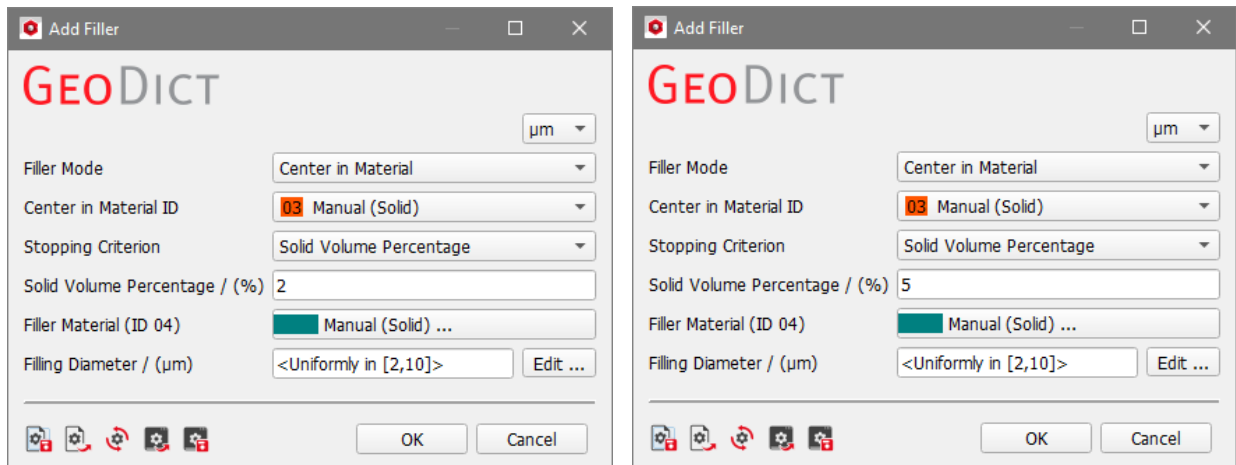 Add Filler
GEODICT
µm
Filler Mode Center in Material
Center in Material ID 03 Manual (Solid)
Stopping Criterion Solid Volume Percentage
Solid Volume Percentage / (%) 2
Filler Material (ID 04) Manual (Solid) ...
Filling Diameter / (µm) <Uniformly in [2,10]> Edit ...
OK Cancel
Add Filler
GEODICT
µm
Filler Mode Center in Material
Center in Material ID 03 Manual (Solid)
Stopping Criterion Solid Volume Percentage
Solid Volume Percentage / (%) 5
Filler Material (ID 04) Manual (Solid) ...
Filling Diameter / (µm) <Uniformly in [2,10]> Edit ...
OK Cancel